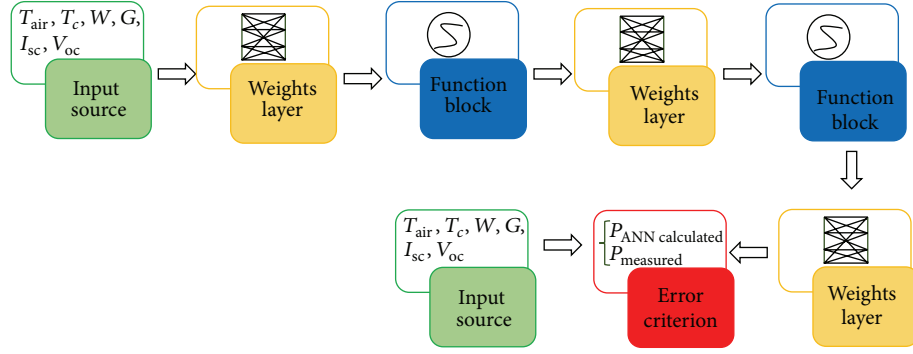 T_air, T_c, W, G,
I_sc, V_oc
Input
source
Weights
layer
Function
block
Weights
layer
Function
block
T_air, T_c, W, G,
I_sc, V_oc
Input
source
P_ANN calculated
P_measured
Error
criterion
Weights
layer